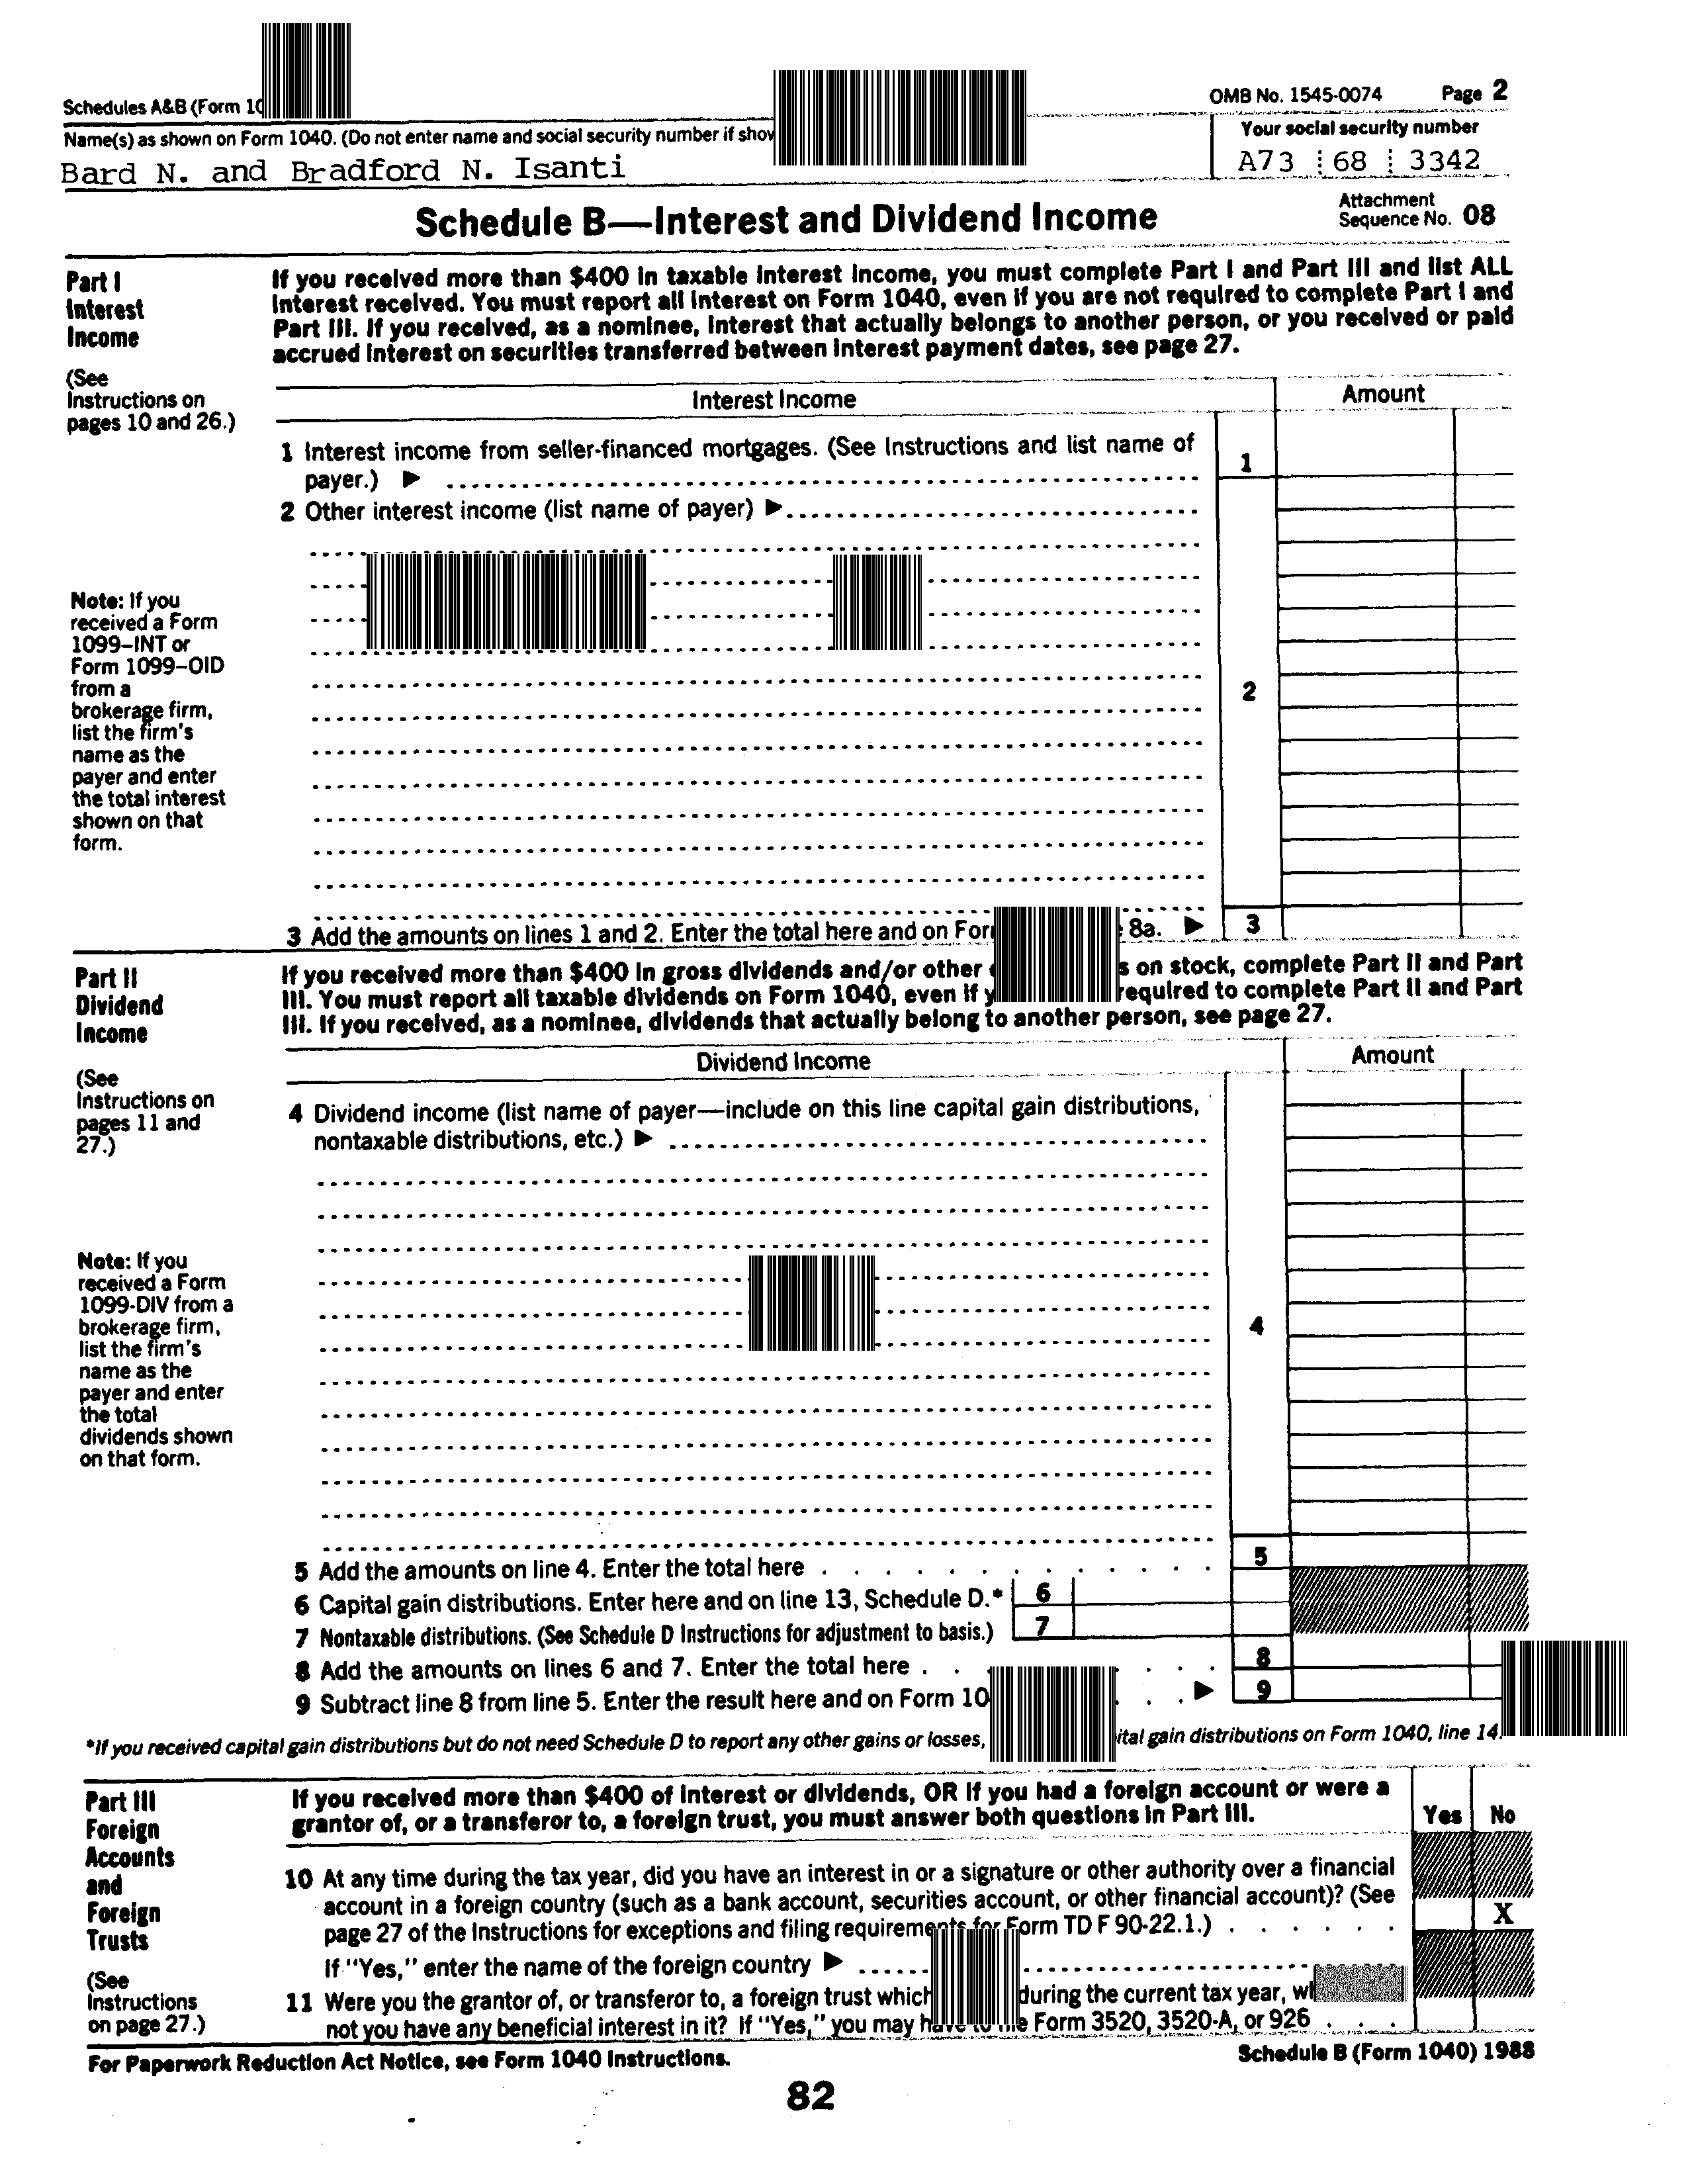 Schedules A&B (Form
OMB No. 1545-0074 Page 2
Name(s) as shown on Form 1040. (Do not enter name and social security number if
Your social security number
Bard N. and Bradford N. Isanti
A73 68 3342
Schedule B—Interest and Dividend Income
Attachment
Sequence No. 08
Part I
Interest
Income
(See
Instructions on
pages 10 and 26.)
If you received more than $400 in taxable interest income, you must complete Part I and Part III and list ALL
interest received. You must report all interest on Form 1040, even if you are not required to complete Part I and
Part III. If you received, as a nominee, interest that actually belongs to another person, or you received or paid
accrued interest on securities transferred between interest payment dates, see page 27.
Interest Income
Amount
1 Interest income from seller-financed mortgages. (See Instructions and list name of
payer.) ▶
1
2 Other interest income (list name of payer) ▶
Note: If you
received a Form
1099–INT or
Form 1099–OID
from a
brokerage firm,
list the firm's
name as the
payer and enter
the total interest
shown on that
form.
2
3 Add the amounts on lines 1 and 2. Enter the total here and on 8a. ▶ 3
Part II
Dividend
Income
(See
Instructions on
pages 11 and
27.)
If you received more than $400 in gross dividends and/or other on stock, complete Part II and Part
III. You must report all taxable dividends on Form 1040, even if required to complete Part II and Part
III. If you received, as a nominee, dividends that actually belong to another person, see page 27.
Dividend Income
Amount
4 Dividend income (list name of payer—include on this line capital gain distributions,
nontaxable distributions, etc.) ▶
Note: If you
received a Form
1099-DIV from a
brokerage firm,
list the firm's
name as the
payer and enter
the total
dividends shown
on that form.
4
5 Add the amounts on line 4. Enter the total here . . . . . . . . . . 5
6 Capital gain distributions. Enter here and on line 13, Schedule D.* 6
7 Nontaxable distributions. (See Schedule D Instructions for adjustment to basis.) 7
8 Add the amounts on lines 6 and 7. Enter the total here . . . . . 8
9 Subtract line 8 from line 5. Enter the result here and on Form . . ▶ 9
*If you received capital gain distributions but do not need Schedule D to report any other gains or losses, gain distributions on Form 1040, line 14.
Part III
Foreign
Accounts
and
Foreign
Trusts
(See
Instructions
on page 27.)
If you received more than $400 of interest or dividends, OR if you had a foreign account or were a
grantor of, or a transferor to, a foreign trust, you must answer both questions in Part III.
Yes No
10 At any time during the tax year, did you have an interest in or a signature or other authority over a financial
account in a foreign country (such as a bank account, securities account, or other financial account)? (See
page 27 of the Instructions for exceptions and filing requirements for Form TD F 90-22.1.) . . . . . . X
If "Yes," enter the name of the foreign country ▶
11 Were you the grantor of, or transferor to, a foreign trust which during the current tax year,
not you have any beneficial interest in it? If "Yes," you may have to file Form 3520, 3520-A, or 926 . . .
For Paperwork Reduction Act Notice, see Form 1040 Instructions.
Schedule B (Form 1040) 1988
82